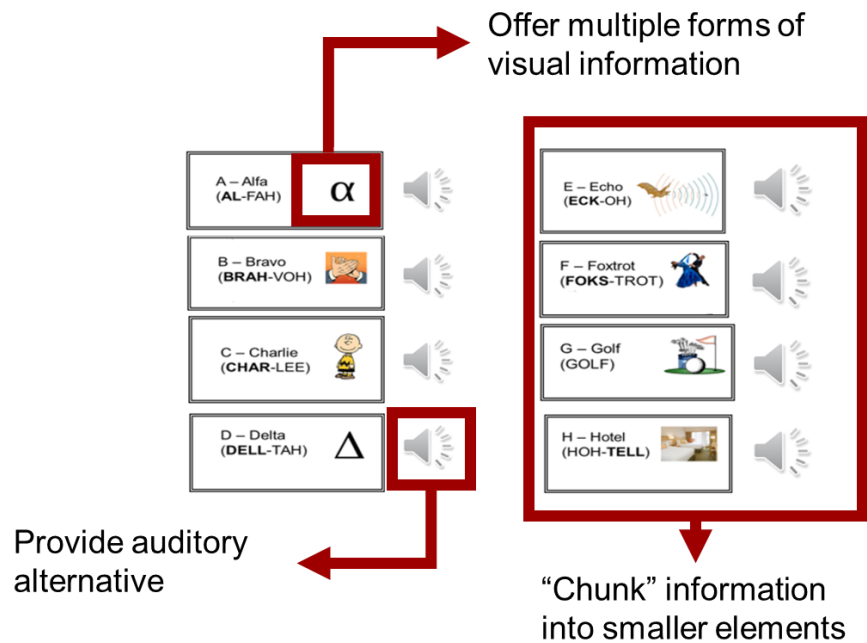 Offer multiple forms of
visual information
A – Alfa
(AL-FAH)
α
B – Bravo
(BRAH-VOH)
C – Charlie
(CHAR-LEE)
D – Delta
(DELL-TAH)
Δ
E – Echo
(ECK-OH)
F – Foxtrot
(FOKS-TROT)
G – Golf
(GOLF)
H – Hotel
(HOH-TELL)
Provide auditory
alternative
“Chunk” information
into smaller elements